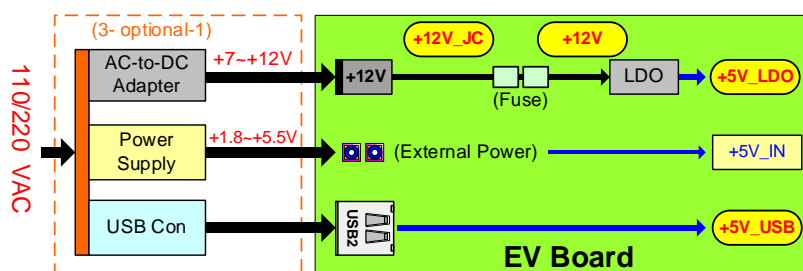 (3- optional-1)
110/220 VAC
AC-to-DC
Adapter
+7~+12V
+12V
+12V_JC
(Fuse)
+12V
LDO
+5V_LDO
Power
Supply
+1.8~+5.5V
(External Power)
+5V_IN
USB Con
USB2
+5V_USB
EV Board